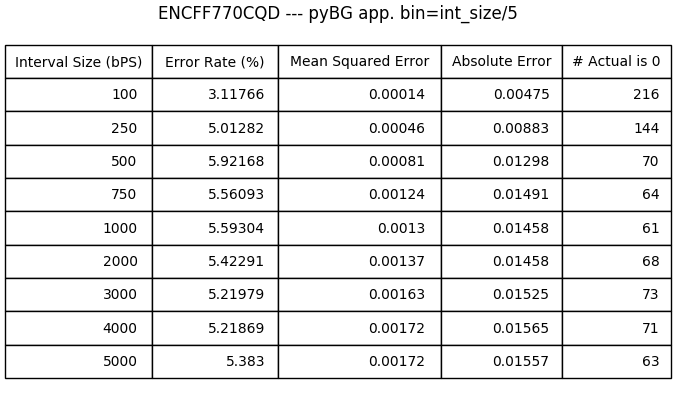 ENCFF770CQD --- pyBG app. bin=int_size/5
Interval Size (bPS) Error Rate (%) Mean Squared Error Absolute Error # Actual is 0
100 3.11766 0.00014 0.00475 216
250 5.01282 0.00046 0.00883 144
500 5.92168 0.00081 0.01298 70
750 5.56093 0.00124 0.01491 64
1000 5.59304 0.0013 0.01458 61
2000 5.42291 0.00137 0.01458 68
3000 5.21979 0.00163 0.01525 73
4000 5.21869 0.00172 0.01565 71
5000 5.383 0.00172 0.01557 63